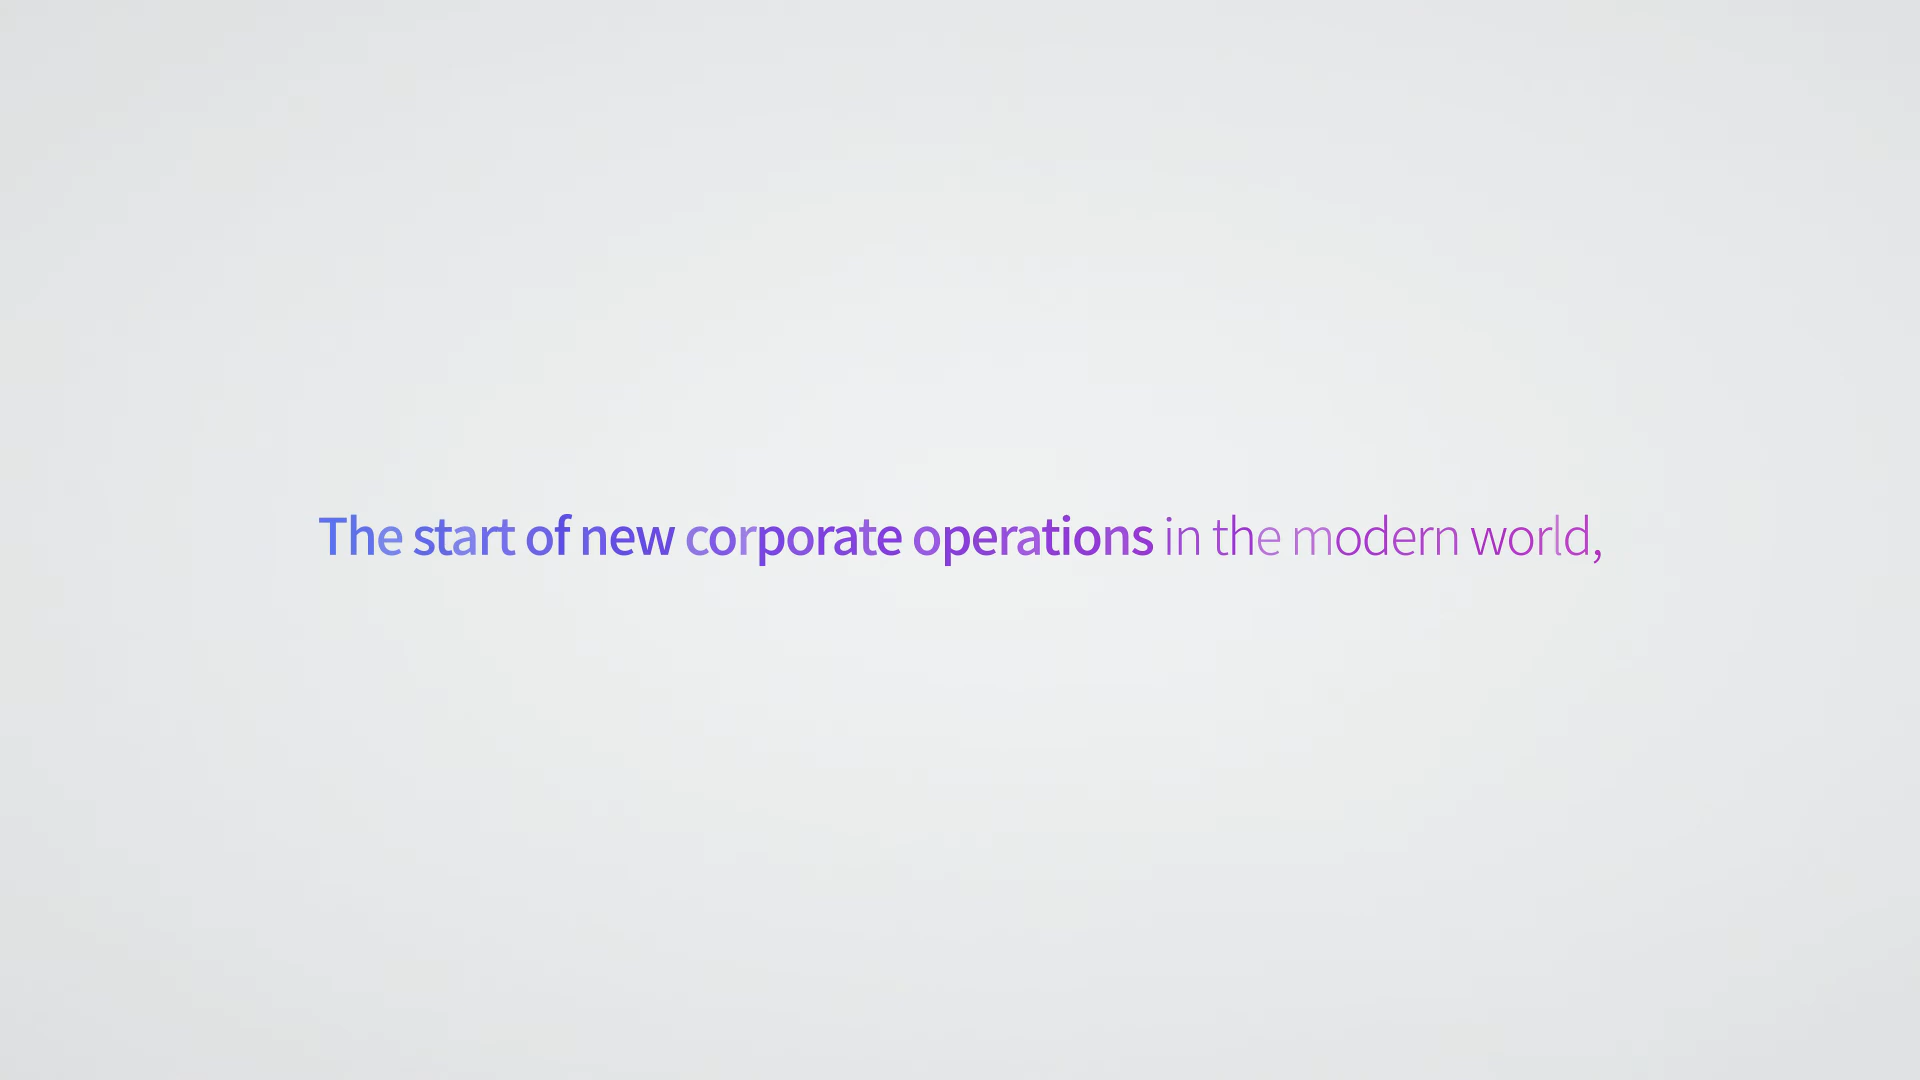 The start of new corporate operations in the modern world,